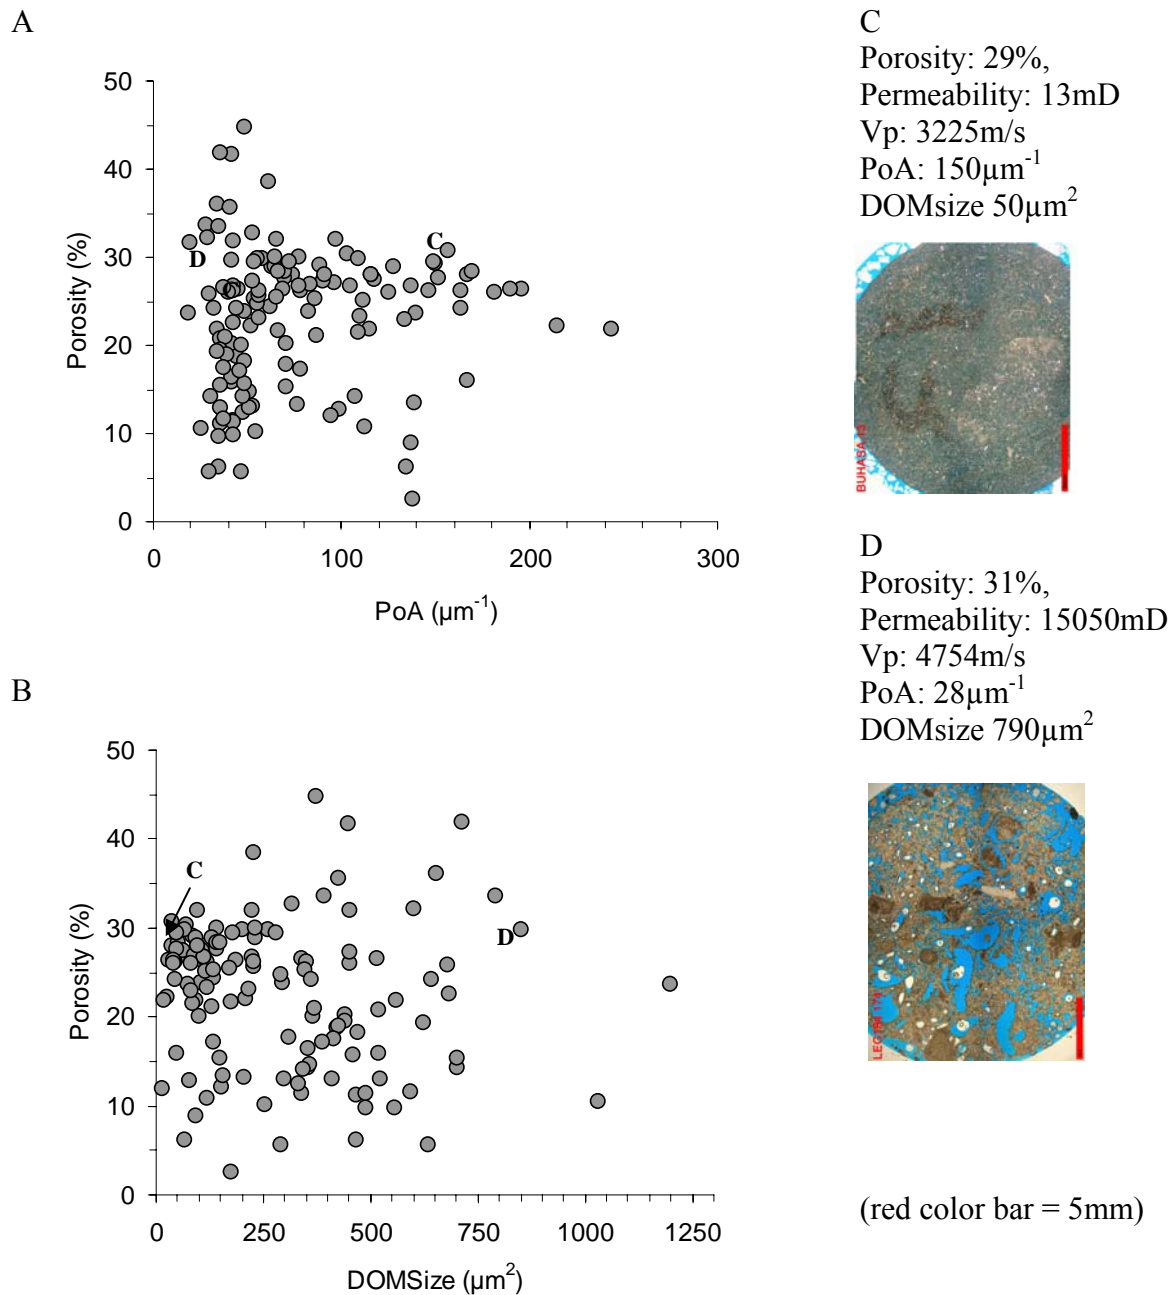 A
50
40
30
20
10
0
Porosity (%)
C
D
0
100
200
300
PoA (µm⁻¹)
B
50
40
30
20
10
0
Porosity (%)
C
D
0
250
500
750
1000
1250
DOMSize (µm²)
C
Porosity: 29%,
Permeability: 13mD
Vp: 3225m/s
PoA: 150µm⁻¹
DOMsize 50µm²
BUHASA 13
D
Porosity: 31%,
Permeability: 15050mD
Vp: 4754m/s
PoA: 28µm⁻¹
DOMsize 790µm²
(red color bar = 5mm)